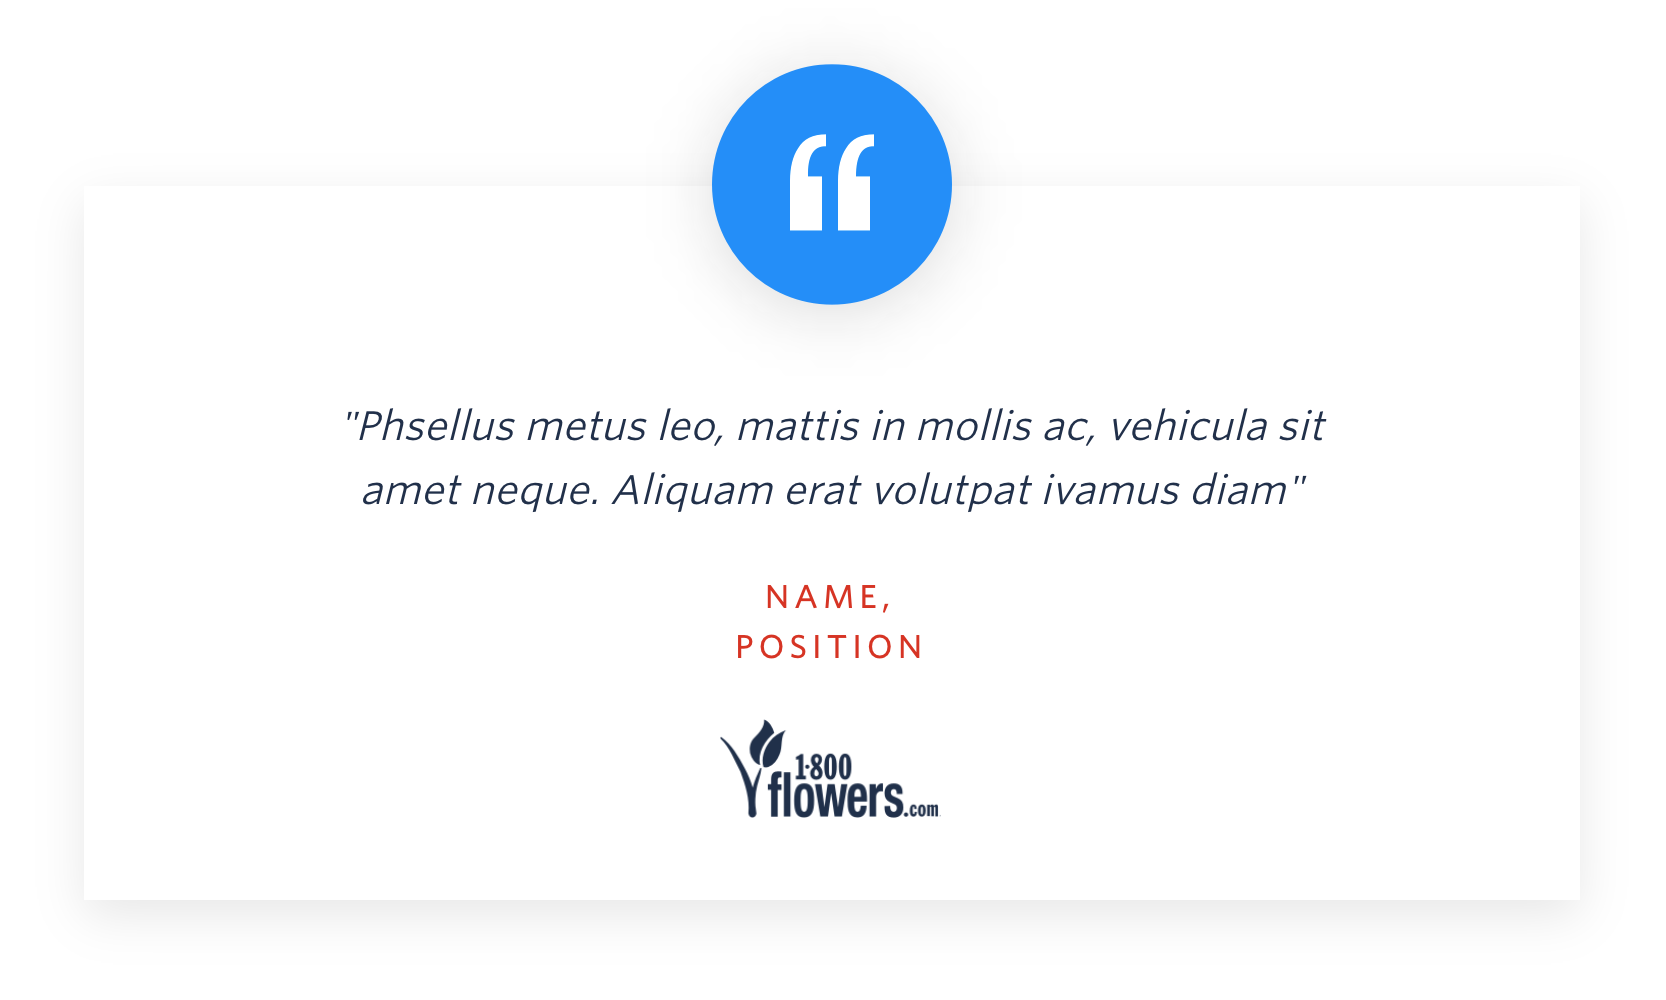 "Phsellus metus leo, mattis in mollis ac, vehicula sit
amet neque. Aliquam erat volutpat ivamus diam"
NAME,
POSITION
1·800
flowers.com